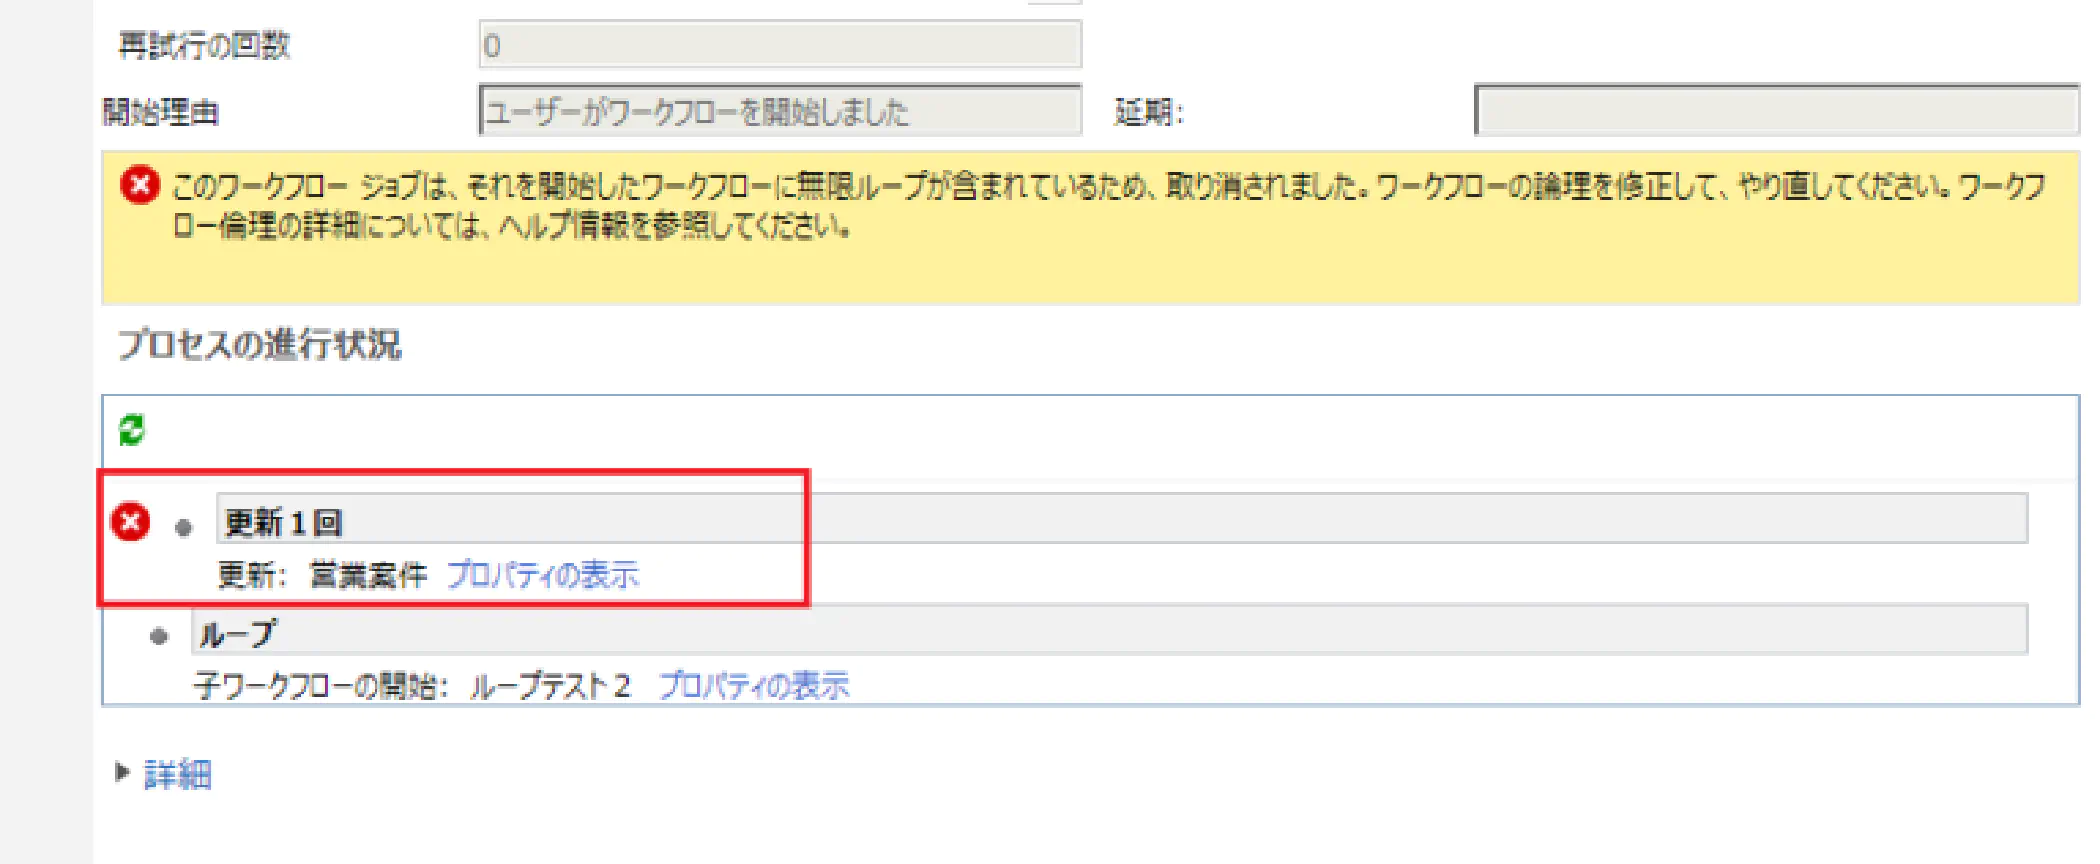 再試行の回数 0
開始理由 ユーザーがワークフローを開始しました 延期:
このワークフロー ジョブは、それを開始したワークフローに無限ループが含まれているため、取り消されました。ワークフローの論理を修正して、やり直してください。ワークフ
ロー倫理の詳細については、ヘルプ情報を参照してください。
プロセスの進行状況
更新１回
更新: 営業案件 プロパティの表示
ループ
子ワークフローの開始: ループテスト２ プロパティの表示
詳細